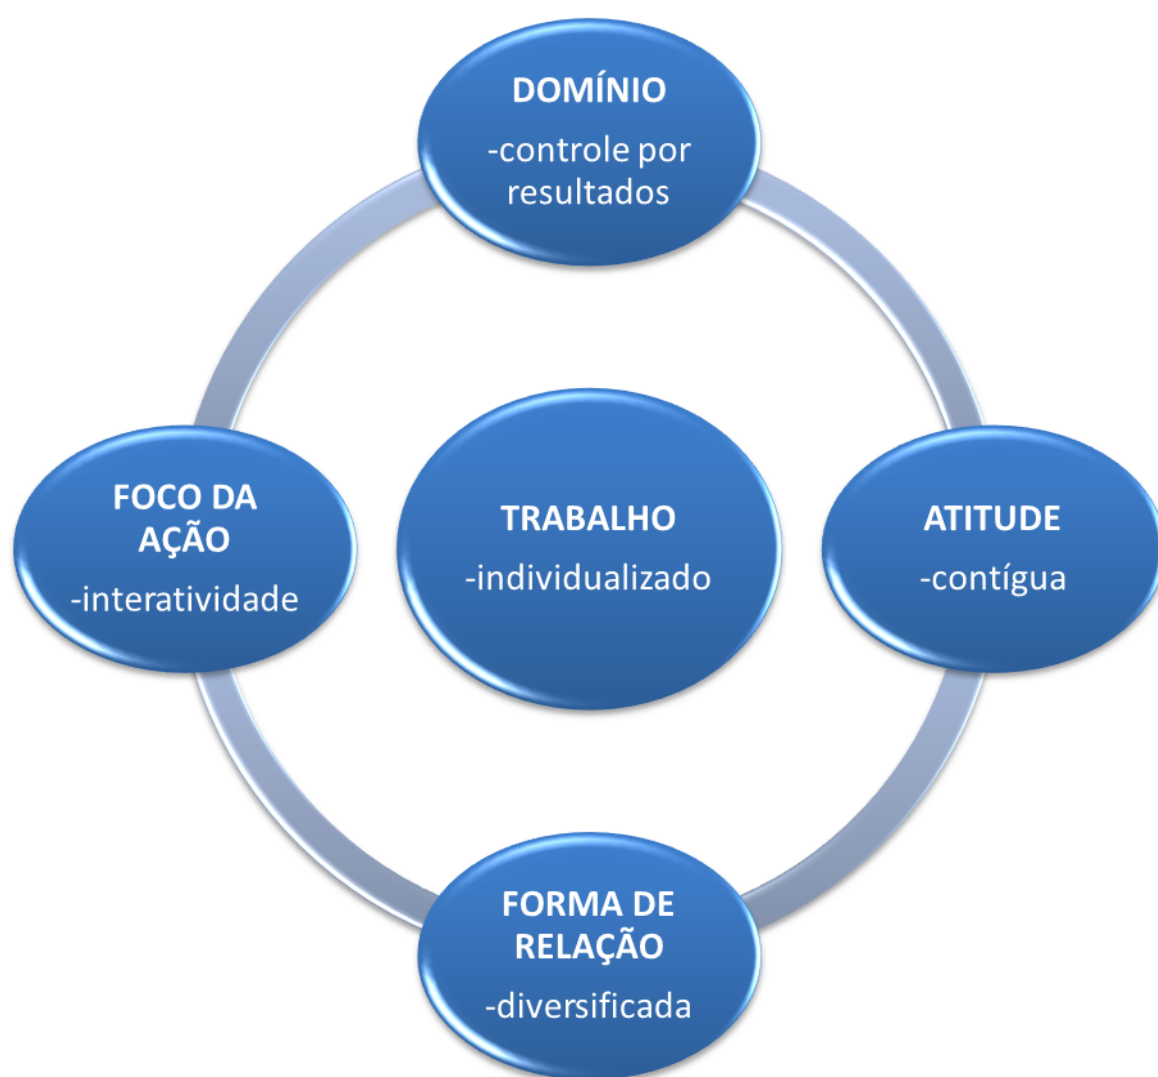 DOMÍNIO
-controle por
resultados
FOCO DA
AÇÃO
-interatividade
TRABALHO
-individualizado
ATITUDE
-contígua
FORMA DE
RELAÇÃO
-diversificada